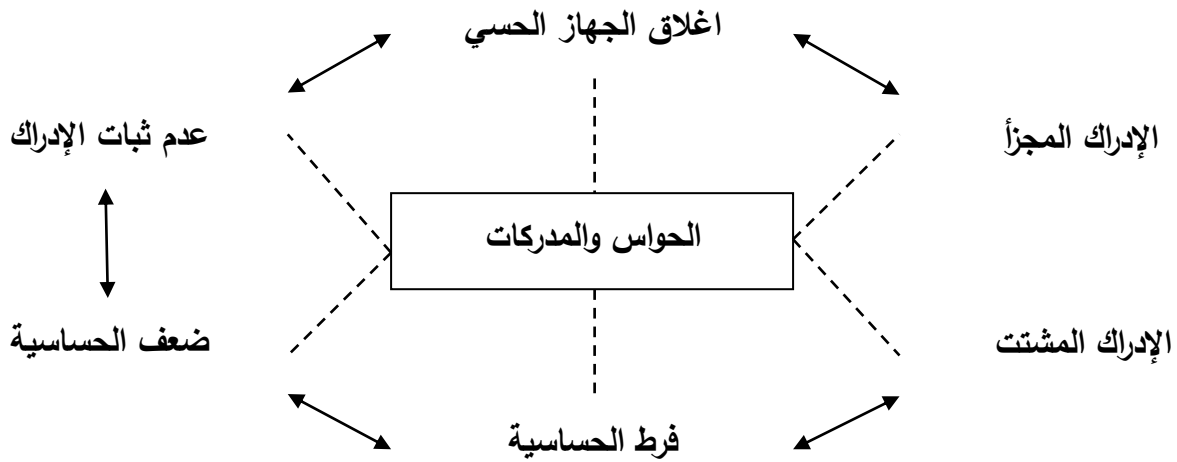 اغلاق الجهاز الحسي
الإدراك المجزأ
عدم ثبات الإدراك
الحواس والمدركات
الإدراك المشتت
ضعف الحساسية
فرط الحساسية